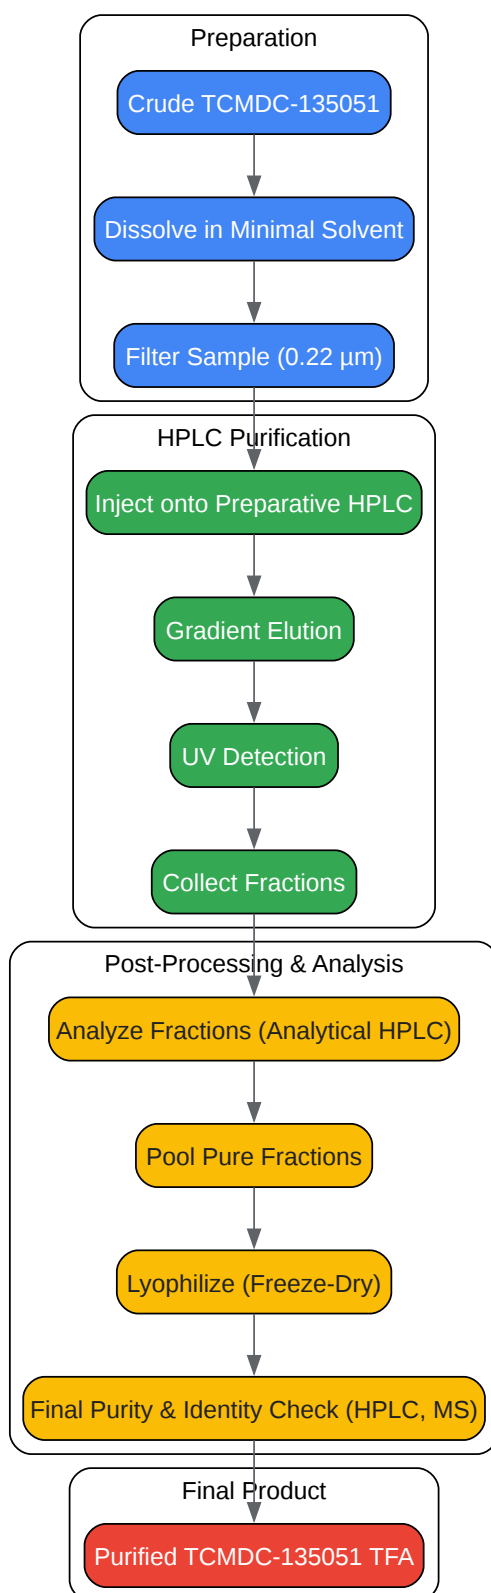 Preparation
Crude TCMDC-135051
Dissolve in Minimal Solvent
Filter Sample (0.22 µm)
HPLC Purification
Inject onto Preparative HPLC
Gradient Elution
UV Detection
Collect Fractions
Post-Processing & Analysis
Analyze Fractions (Analytical HPLC)
Pool Pure Fractions
Lyophilize (Freeze-Dry)
Final Purity & Identity Check (HPLC, MS)
Final Product
Purified TCMDC-135051 TFA